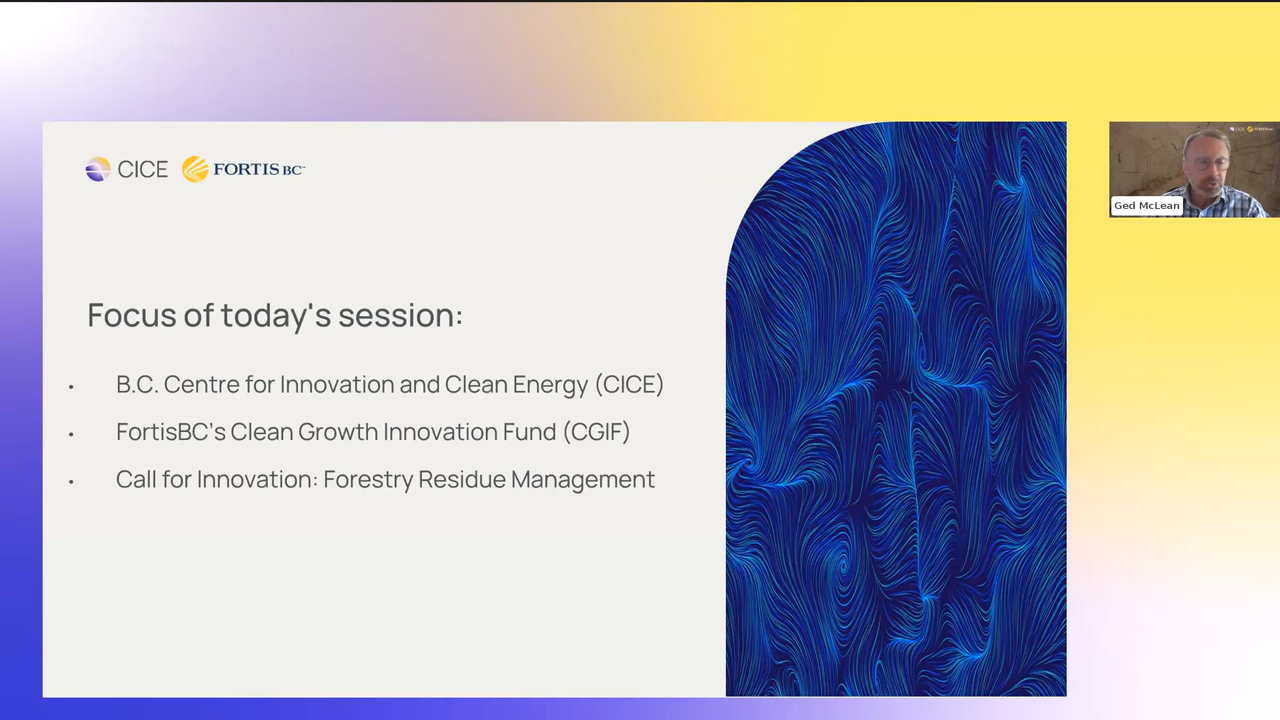 CICE FORTIS BC™
Focus of today's session:
• B.C. Centre for Innovation and Clean Energy (CICE)
• FortisBC's Clean Growth Innovation Fund (CGIF)
• Call for Innovation: Forestry Residue Management
Ged McLean